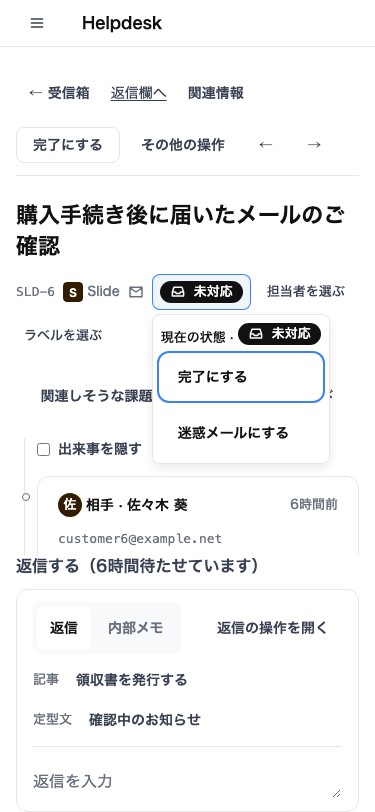 Helpdesk
← 受信箱 返信欄へ 関連情報
完了にする その他の操作 ← →
購入手続き後に届いたメールのご
確認
SLD-6 S Slide 未対応 担当者を選ぶ
ラベルを選ぶ
現在の状態 · 未対応
完了にする
関連しそうな課題
迷惑メールにする
出来事を隠す
佐 相手 · 佐々木 葵 6時間前
customer6@example.net
返信する（6時間待たせています）
返信 内部メモ 返信の操作を開く
記事 領収書を発行する
定型文 確認中のお知らせ
返信を入力